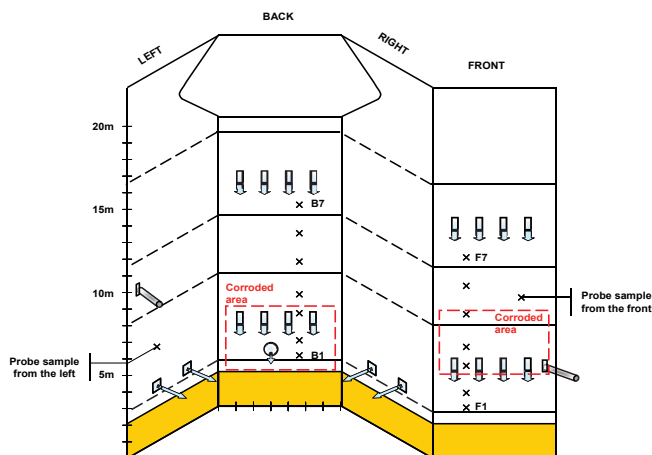 BACK
LEFT
RIGHT
FRONT
20m
B7
15m
F7
Corroded
area
10m
Probe sample
from the front
Corroded
area
Probe sample
from the left
B1
5m
F1